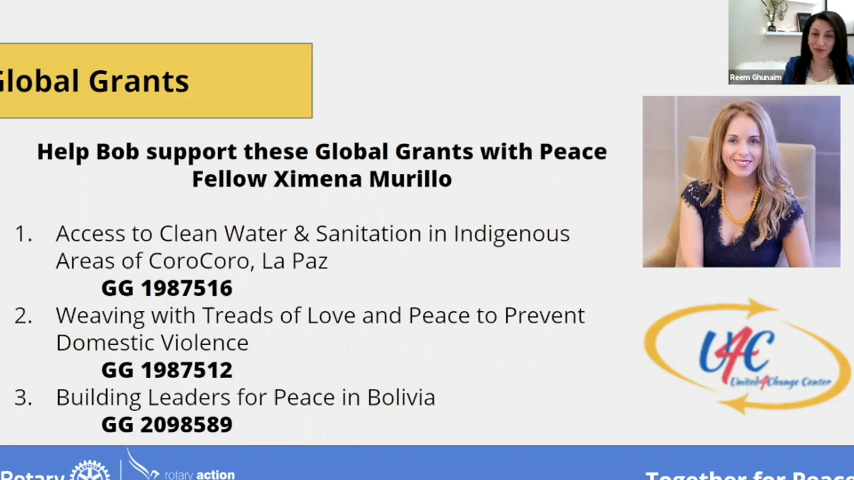 Global Grants
Reem Ghunaim
Help Bob support these Global Grants with Peace
Fellow Ximena Murillo
1. Access to Clean Water & Sanitation in Indigenous
Areas of CoroCoro, La Paz
GG 1987516
2. Weaving with Treads of Love and Peace to Prevent
Domestic Violence
GG 1987512
3. Building Leaders for Peace in Bolivia
GG 2098589
U4C
United4Change Center
Rotary
rotary action
Together for Peace